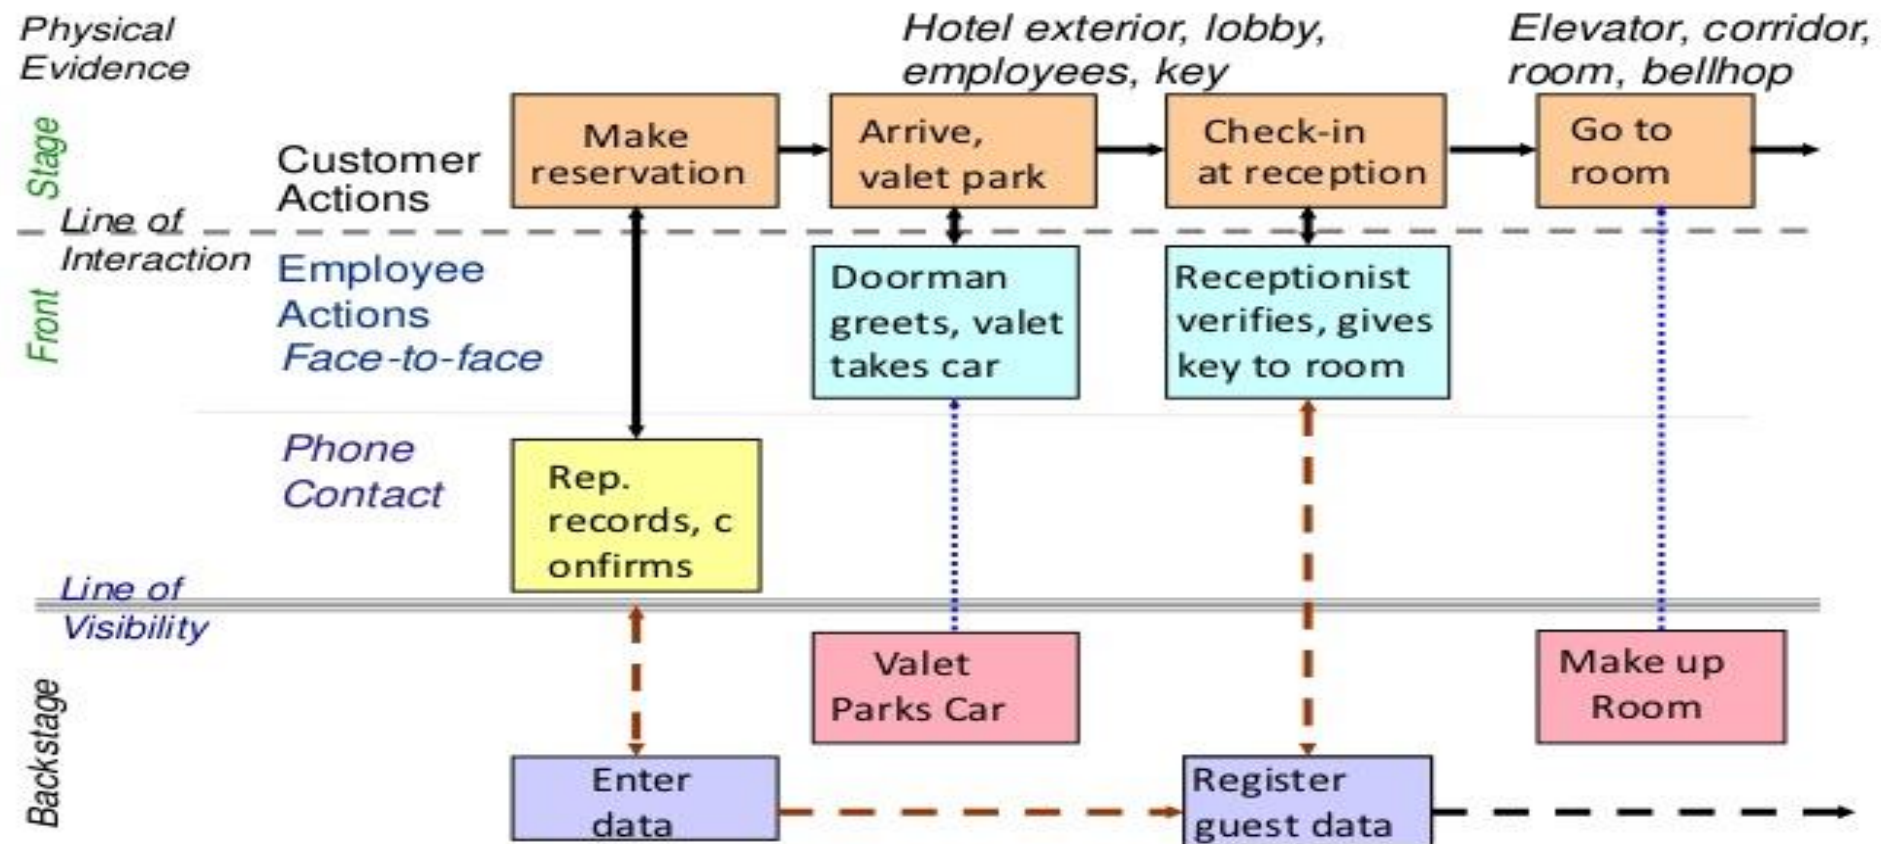 Physical
Evidence
Hotel exterior, lobby,
employees, key
Elevator, corridor,
room, bellhop
Stage
Customer
Actions
Make
reservation
Arrive,
valet park
Check-in
at reception
Go to
room
Line of
Interaction
Front
Employee
Actions
Face-to-face
Doorman
greets, valet
takes car
Receptionist
verifies, gives
key to room
Phone
Contact
Rep.
records, c
onfirms
Line of
Visibility
Backstage
Valet
Parks Car
Make up
Room
Enter
data
Register
guest data